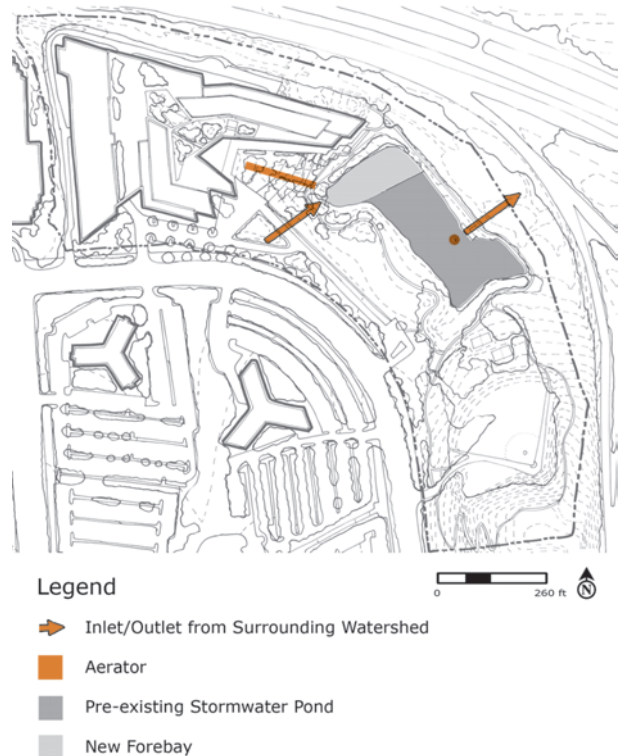 Legend
0 260 ft
N
Inlet/Outlet from Surrounding Watershed
Aerator
Pre-existing Stormwater Pond
New Forebay